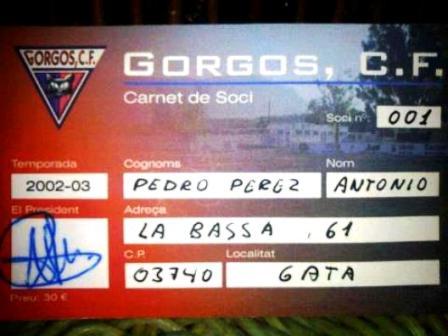 GORGOS, C.F.
GORGOS, C.F.
Carnet de Soci
Soci nº 001
Temporada Cognoms Nom
2002-03 PEDRO PEREZ ANTONIO
El President Adreça
LA BASSA , 61
C.P. Localitat
03740 GATA
Preu: 30 €